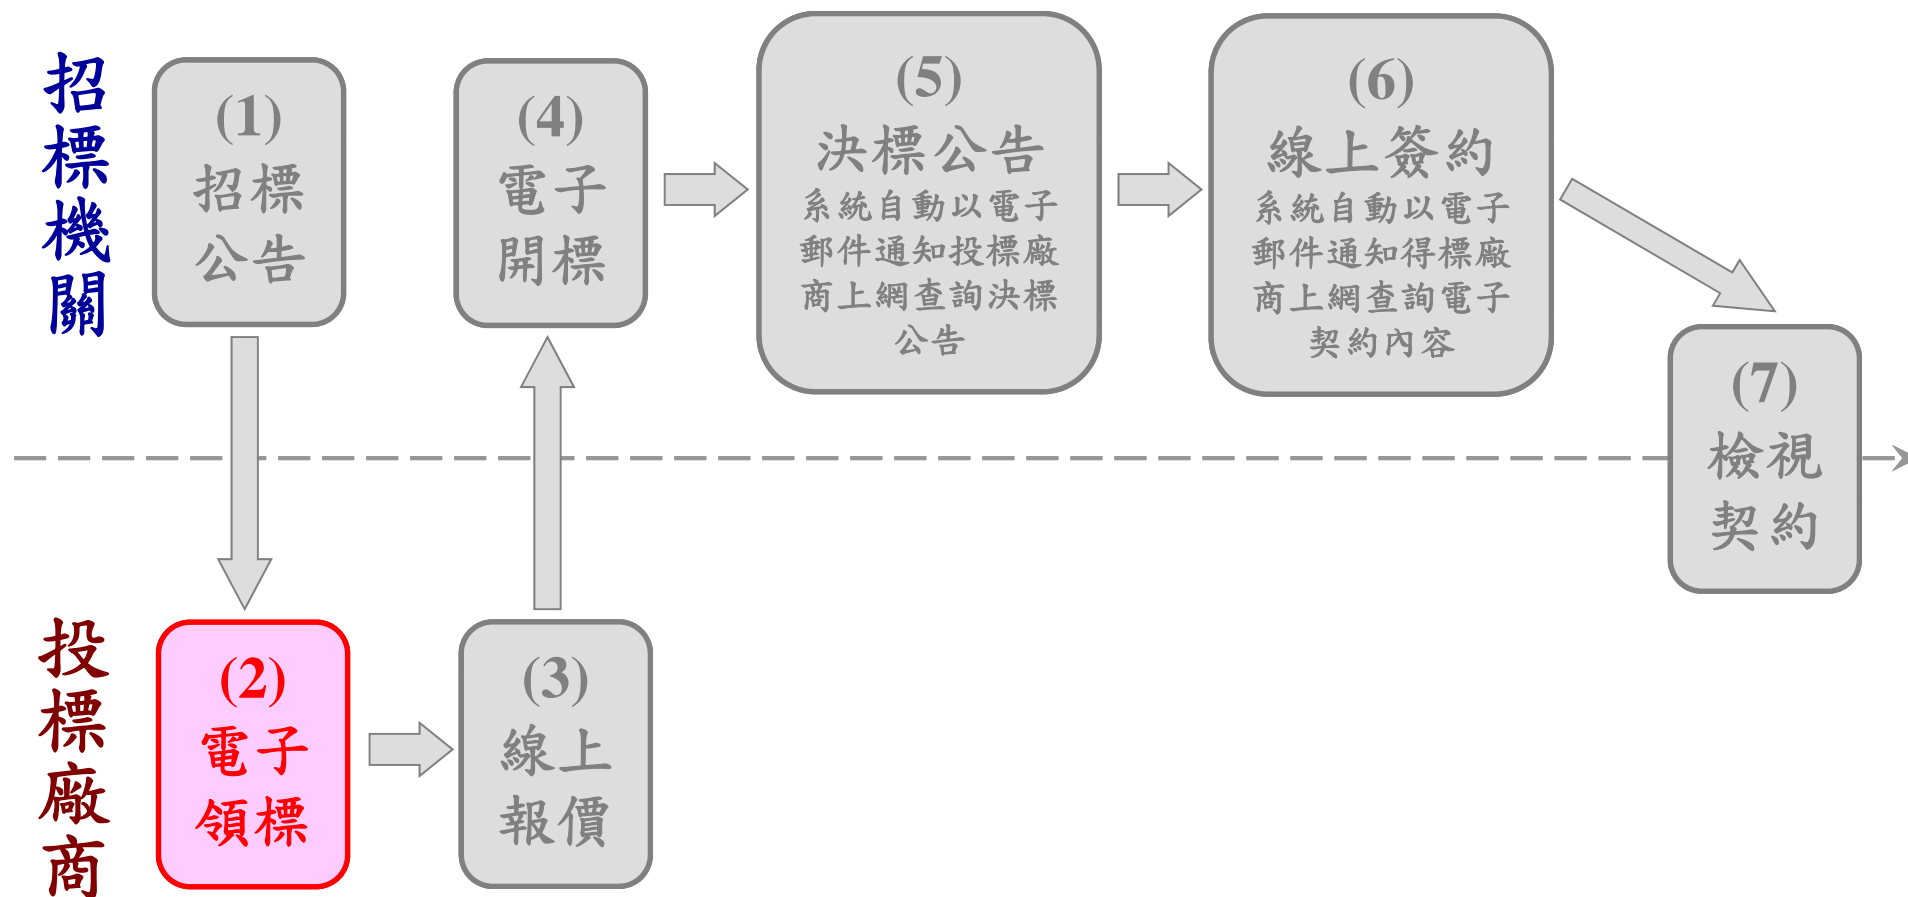 招標機關
(1)
招標
公告
(4)
電子
開標
(5)
決標公告
系統自動以電子
郵件通知投標廠
商上網查詢決標
公告
(6)
線上簽約
系統自動以電子
郵件通知得標廠
商上網查詢電子
契約內容
(7)
檢視
契約
投標廠商
(2)
電子
領標
(3)
線上
報價